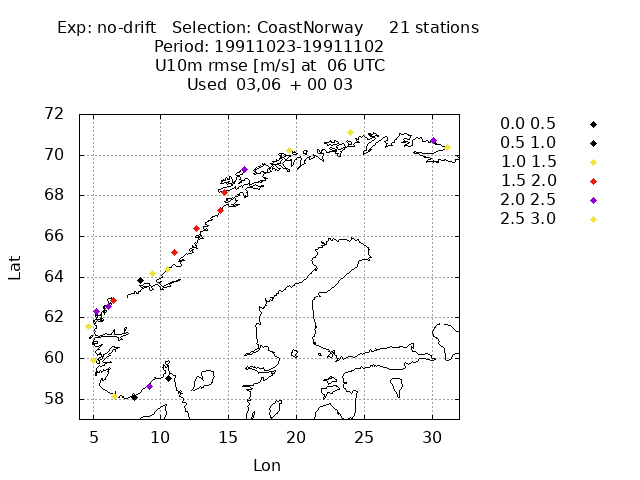 Exp: no-drift   Selection: CoastNorway     21 stations
Period: 19911023-19911102
U10m rmse [m/s] at  06 UTC
Used  03,06  + 00 03
72
70
68
66
64
62
60
58
Lat
5 10 15 20 25 30
Lon
0.0 0.5
0.5 1.0
1.0 1.5
1.5 2.0
2.0 2.5
2.5 3.0